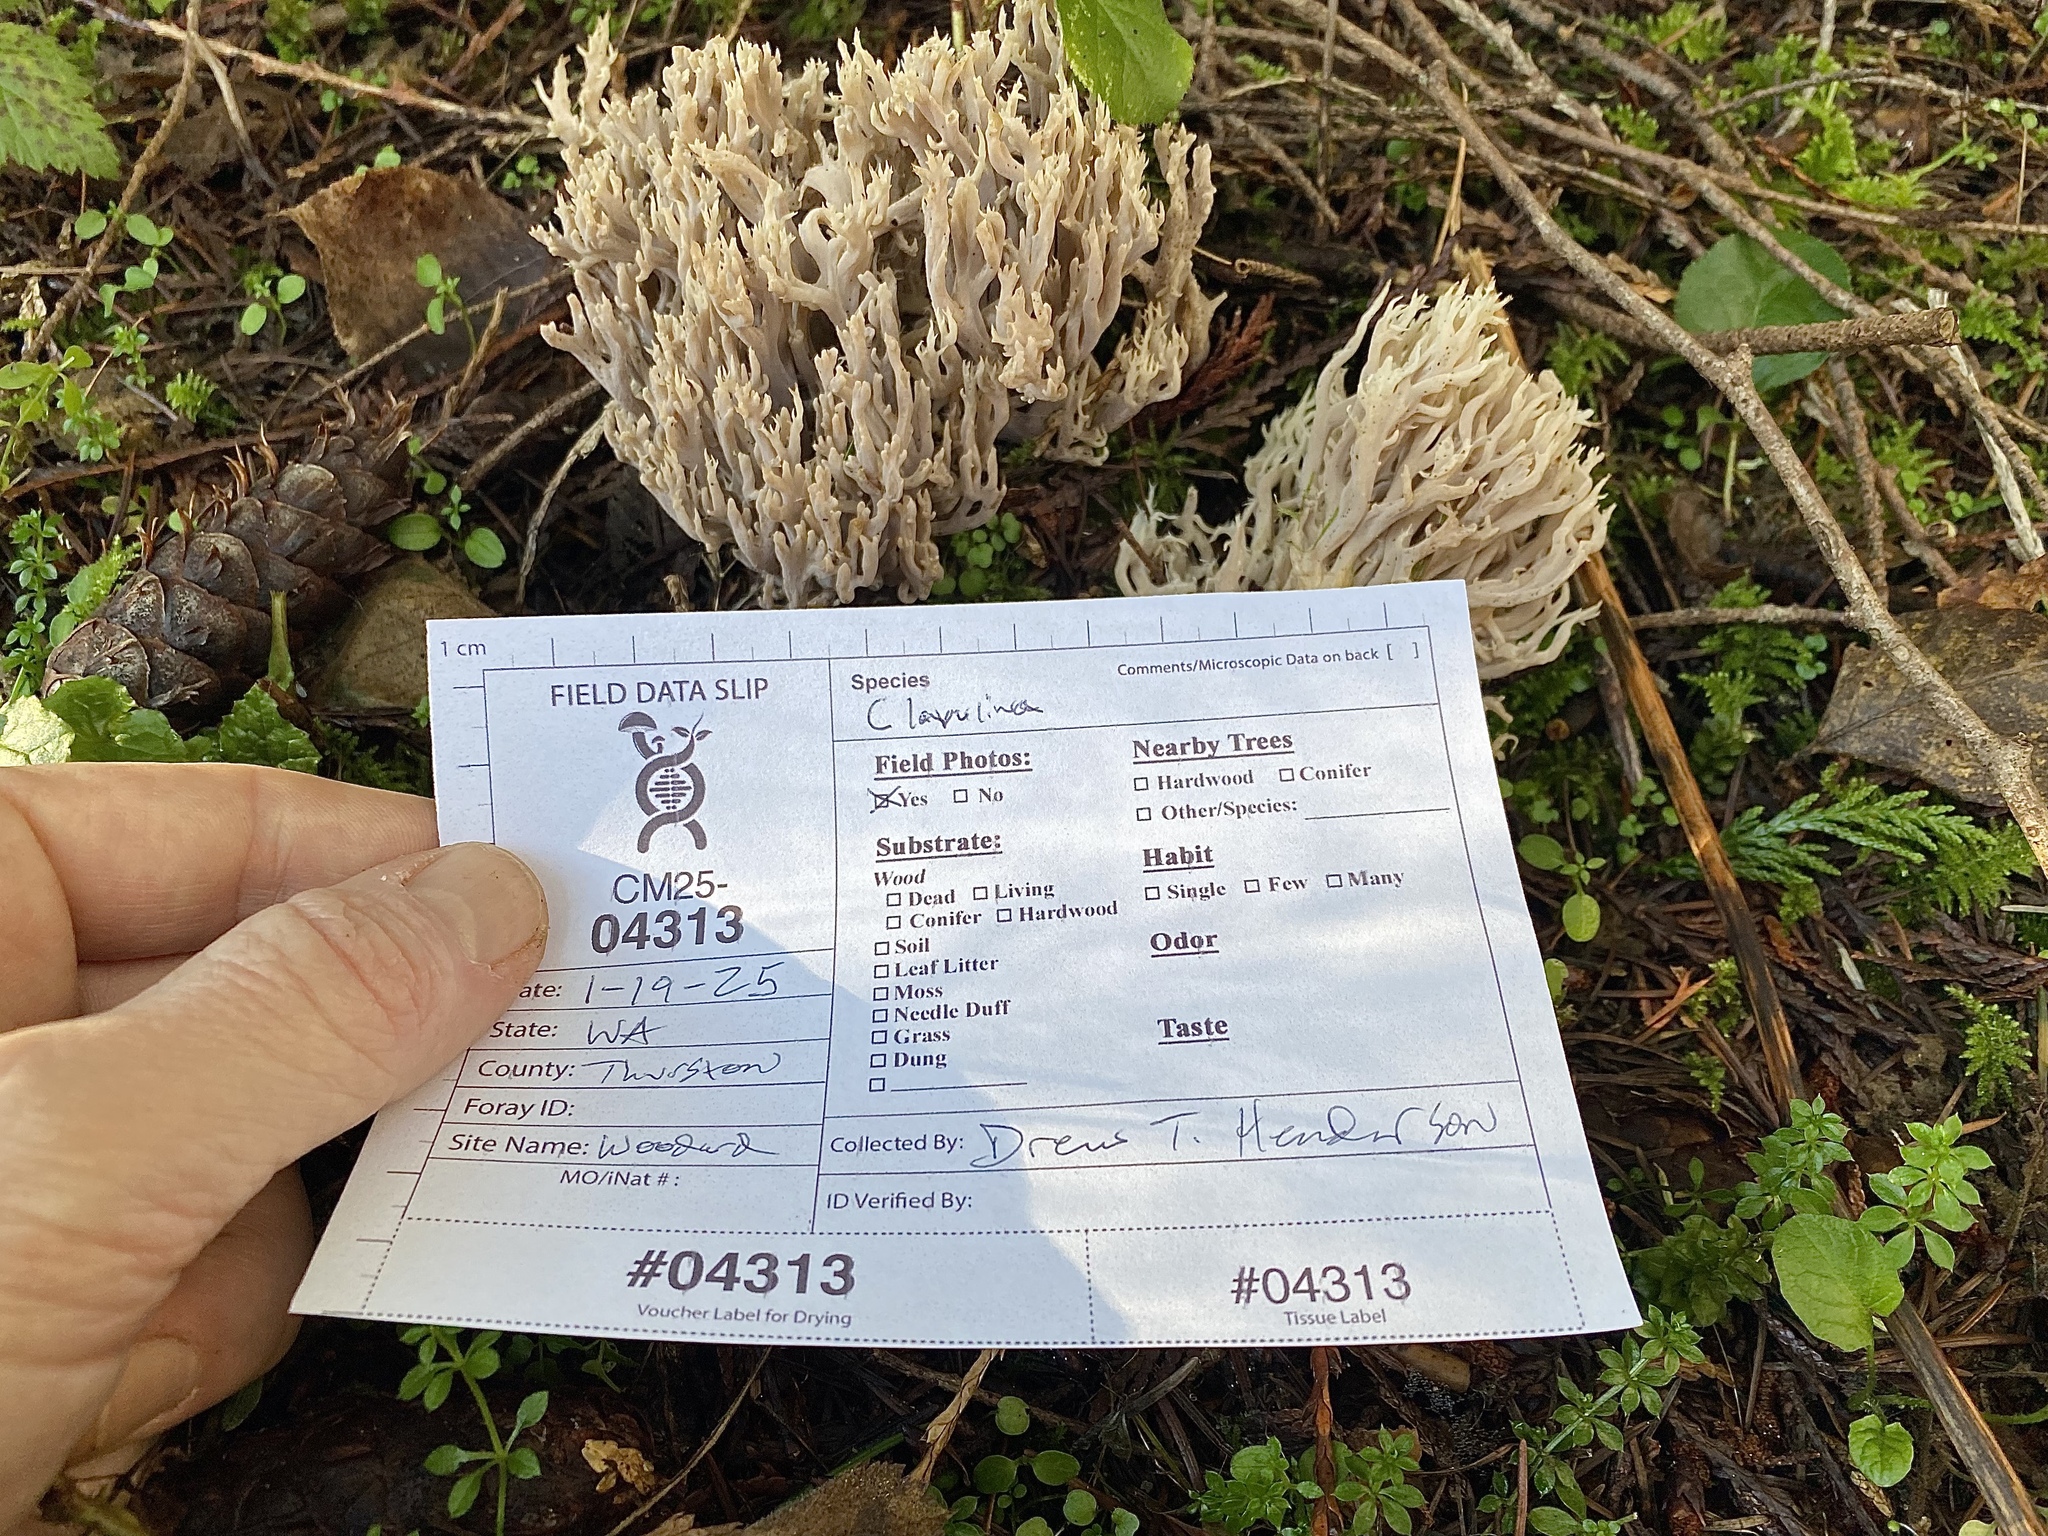 1 cm
FIELD DATA SLIP
CM25-
04313
ate: 1-19-25
State: WA
County: Thurston
Foray ID:
Site Name: Woodard
MO/iNat #:
Species
Comments/Microscopic Data on back [ ]
Clavulina
Field Photos:
☒ Yes ☐ No
Substrate:
Wood
☐ Dead ☐ Living
☐ Conifer ☐ Hardwood
☐ Soil
☐ Leaf Litter
☐ Moss
☐ Needle Duff
☐ Grass
☐ Dung
☐
Nearby Trees
☐ Hardwood ☐ Conifer
☐ Other/Species:
Habit
☐ Single ☐ Few ☐ Many
Odor
Taste
Collected By: Drew T. Henderson
ID Verified By:
#04313
Voucher Label for Drying
#04313
Tissue Label